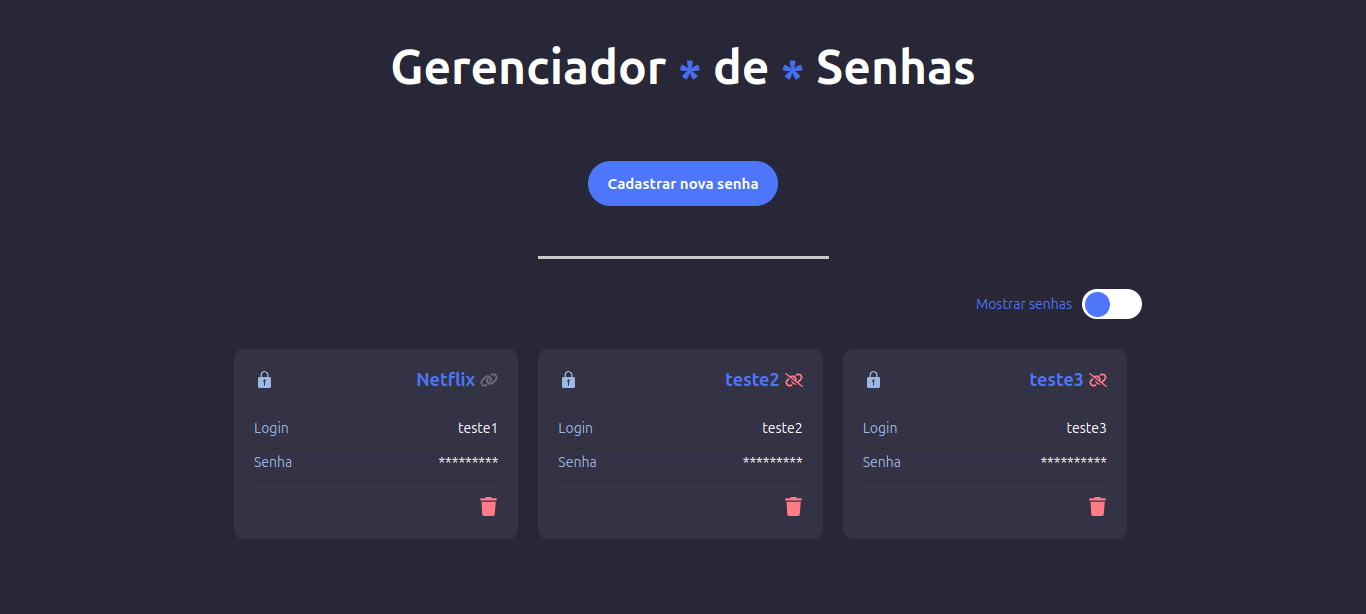 Gerenciador * de * Senhas
Cadastrar nova senha
Mostrar senhas
Netflix
Login teste1
Senha *********
teste2
Login teste2
Senha *********
teste3
Login teste3
Senha **********